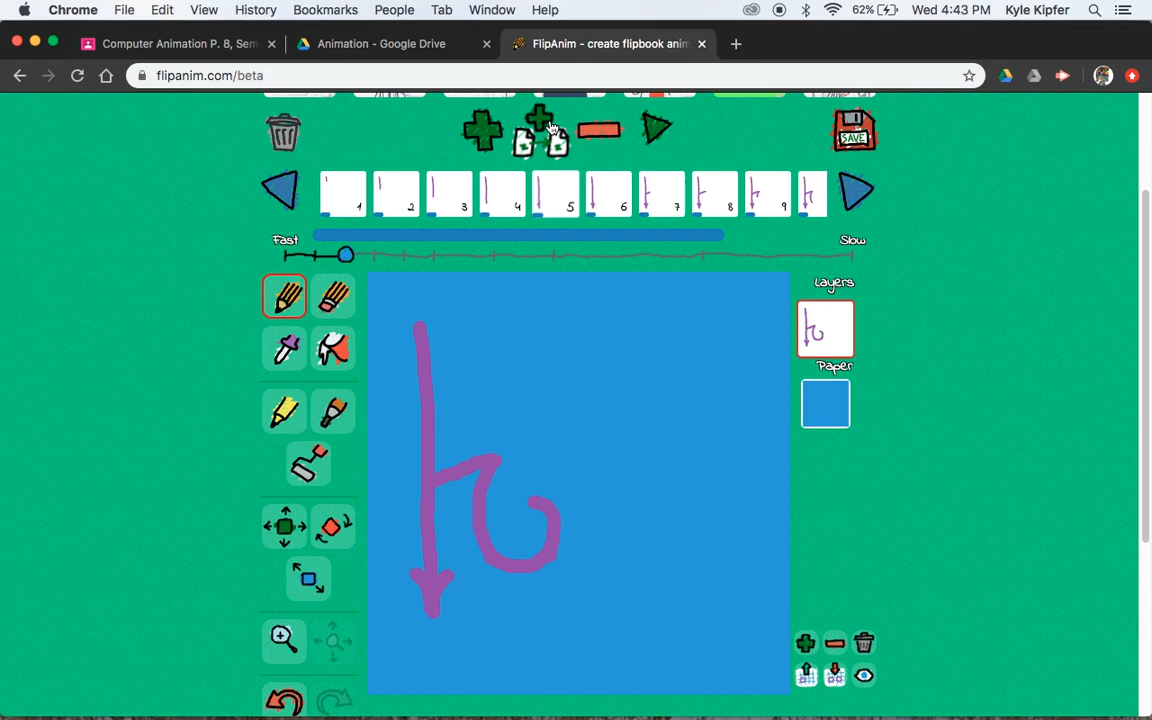 Chrome File Edit View History Bookmarks People Tab Window Help 62% Wed 4:43 PM Kyle Kipfer
Computer Animation P. 8, Sem
Animation - Google Drive
FlipAnim - create flipbook anim
flipanim.com/beta
SAVE
1 2 3 4 5 6 7 8 9
Fast
Slow
Layers
Paper